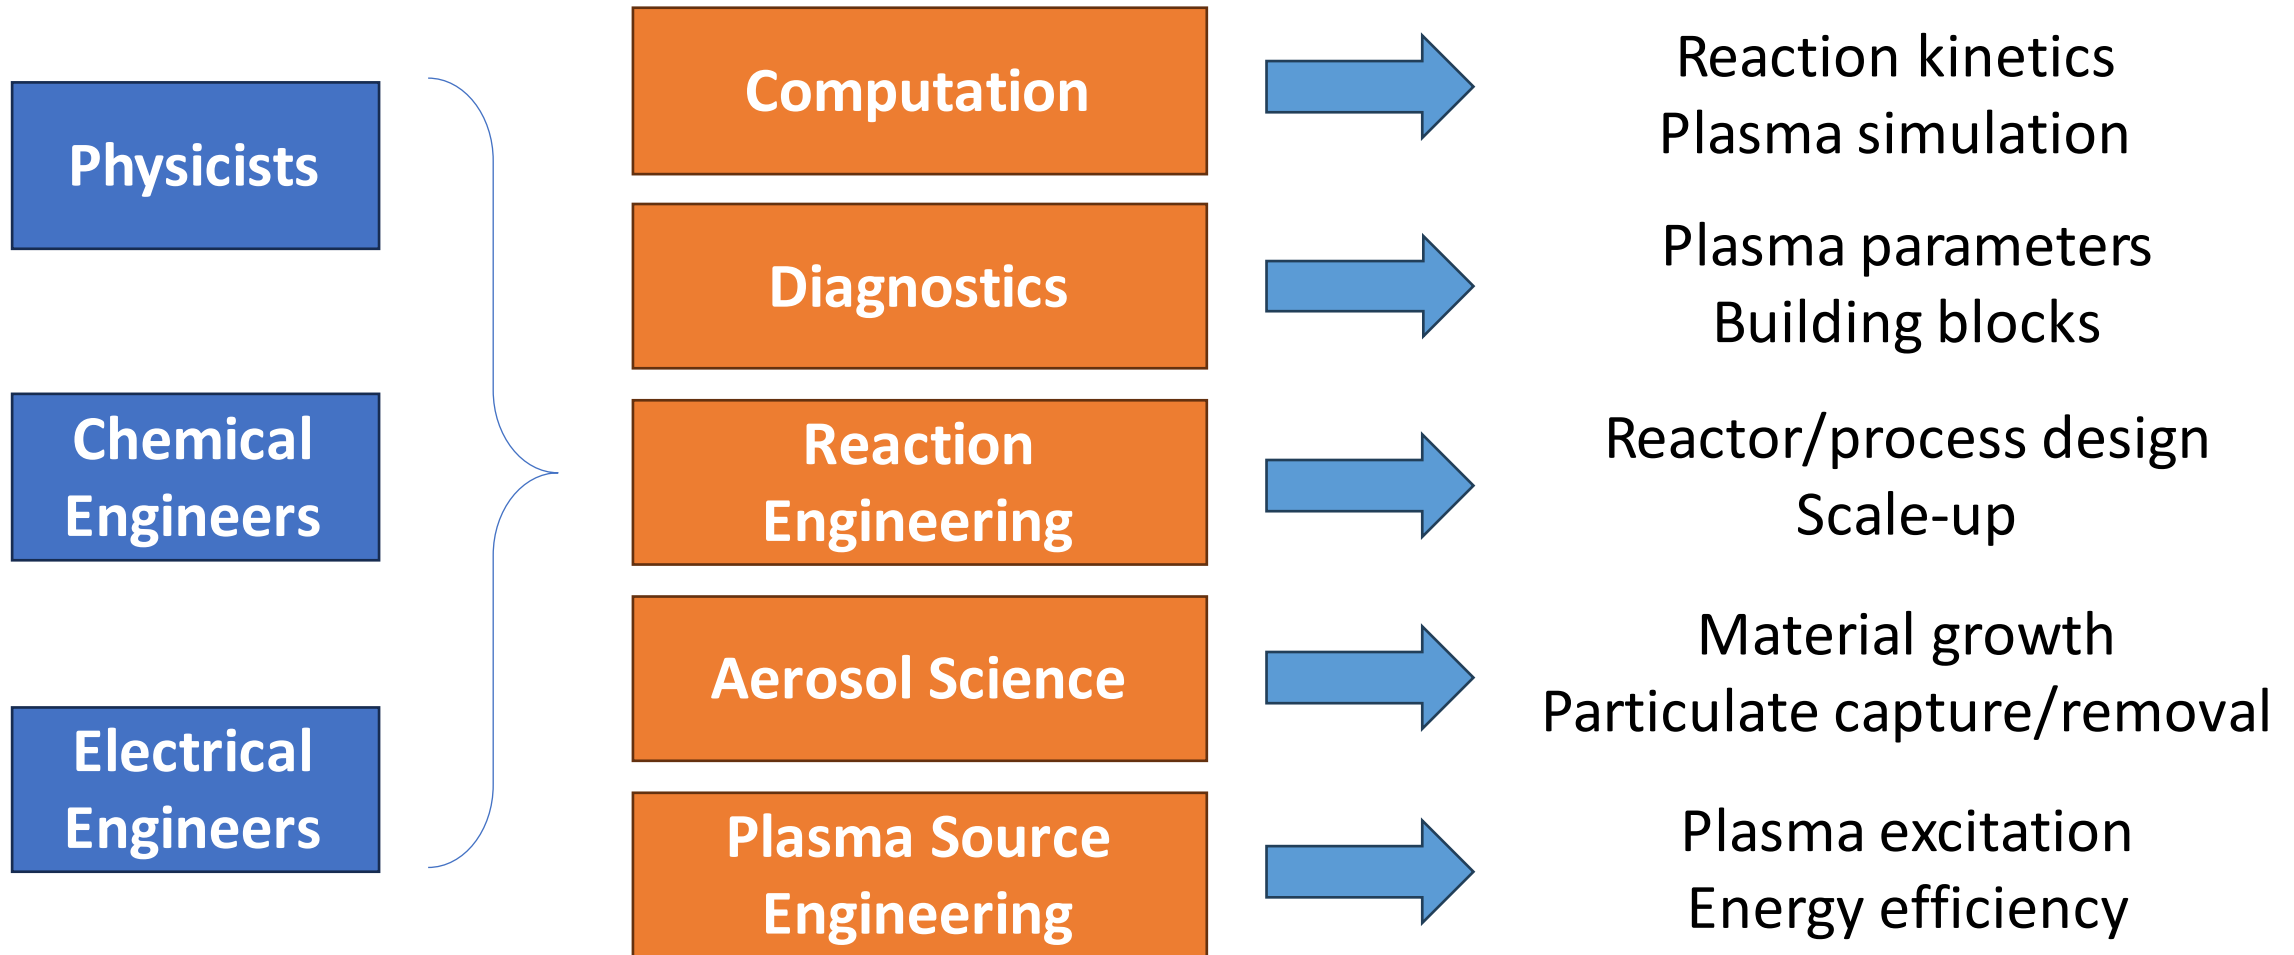 Physicists
Chemical
Engineers
Electrical
Engineers
Computation
Diagnostics
Reaction
Engineering
Aerosol Science
Plasma Source
Engineering
Reaction kinetics
Plasma simulation
Plasma parameters
Building blocks
Reactor/process design
Scale-up
Material growth
Particulate capture/removal
Plasma excitation
Energy efficiency